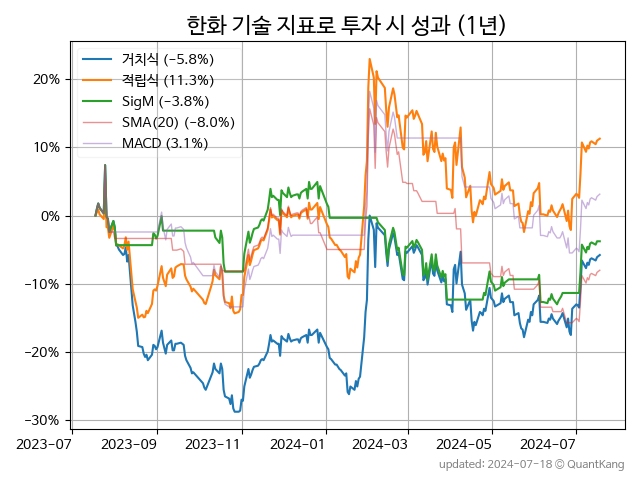 한화 기술 지표로 투자 시 성과 (1년)
거치식 (−5.8%)
적립식 (11.3%)
SigM (−3.8%)
SMA(20) (−8.0%)
MACD (3.1%)
20%
10%
0%
−10%
−20%
−30%
2023-07 2023-09 2023-11 2024-01 2024-03 2024-05 2024-07
updated: 2024-07-18 © QuantKang